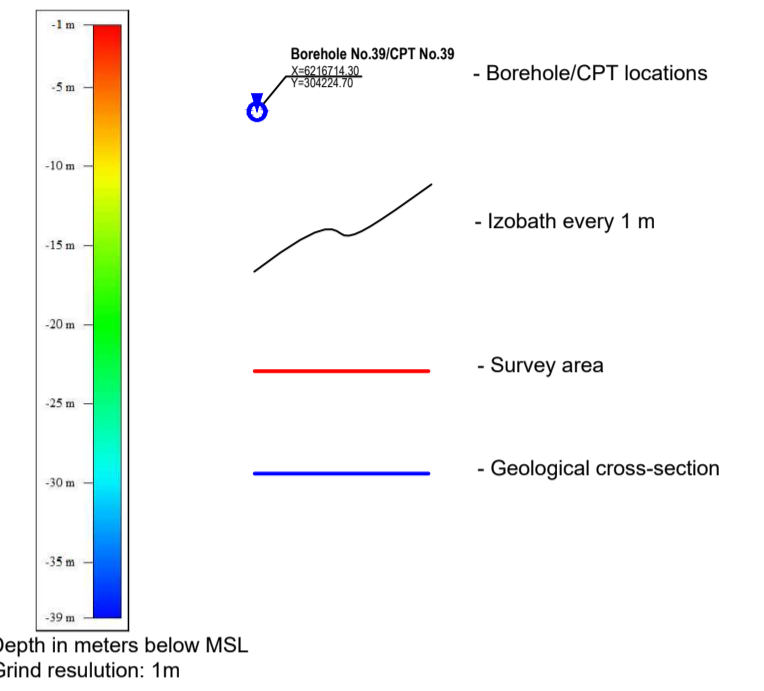 -1 m
-5 m
-10 m
-15 m
-20 m
-25 m
-30 m
-35 m
-39 m
Depth in meters below MSL
Grind resulution: 1m
Borehole No.39/CPT No.39
X=6216714.30
Y=304224.70
- Borehole/CPT locations
- Izobath every 1 m
- Survey area
- Geological cross-section